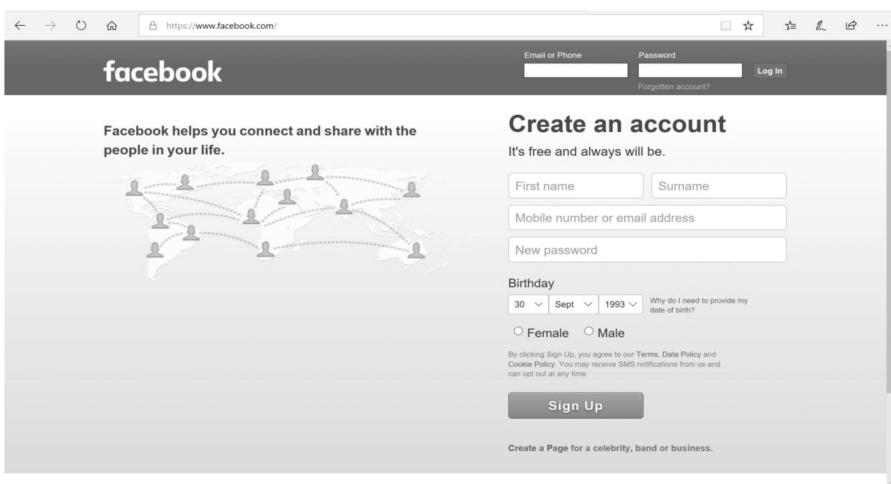 https://www.facebook.com/
facebook
Email or Phone
Password
Log In
Forgotten account?
Facebook helps you connect and share with the
people in your life.
Create an account
It's free and always will be.
First name
Surname
Mobile number or email address
New password
Birthday
30 Sept 1993
Why do I need to provide my
date of birth?
Female Male
By clicking Sign Up, you agree to our Terms, Data Policy and
Cookie Policy. You may receive SMS notifications from us and
can opt out at any time.
Sign Up
Create a Page for a celebrity, band or business.